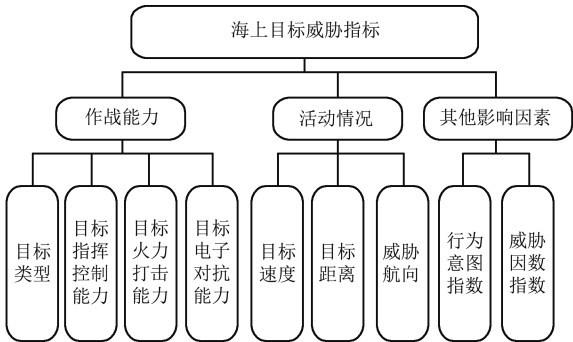 海上目标威胁指标
作战能力
活动情况
其他影响因素
目标
类型
目标
指挥
控制
能力
目标
火力
打击
能力
目标
电子
对抗
能力
目标
速度
目标
距离
威胁
航向
行为
意图
指数
威胁
因数
指数